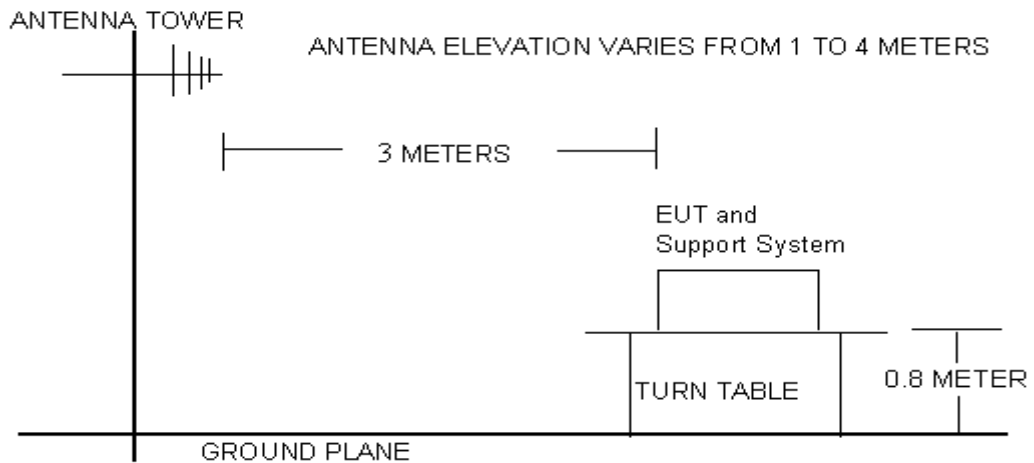 ANTENNA TOWER
ANTENNA ELEVATION VARIES FROM 1 TO 4 METERS
3 METERS
EUT and
Support System
0.8 METER
TURN TABLE
GROUND PLANE